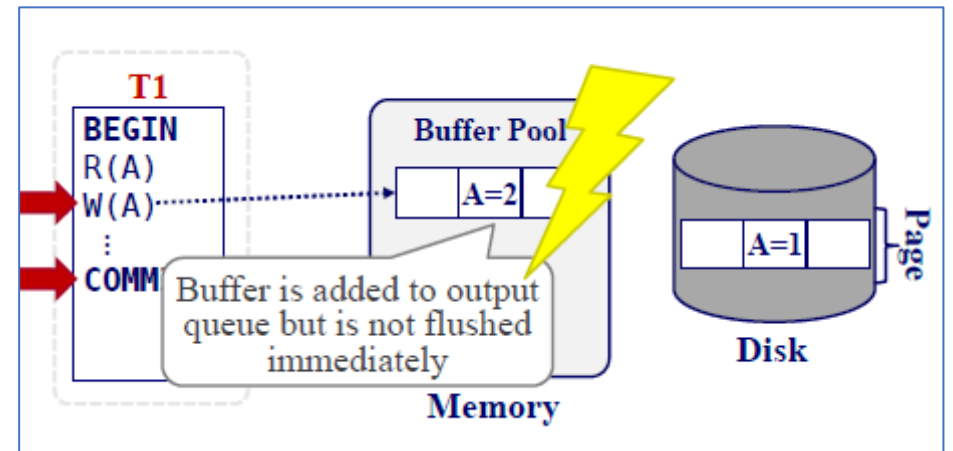 T1
BEGIN
R(A)
W(A)
⋮
COMM
Buffer Pool
A=2
Buffer is added to output
queue but is not flushed
immediately
Memory
A=1
Page
Disk